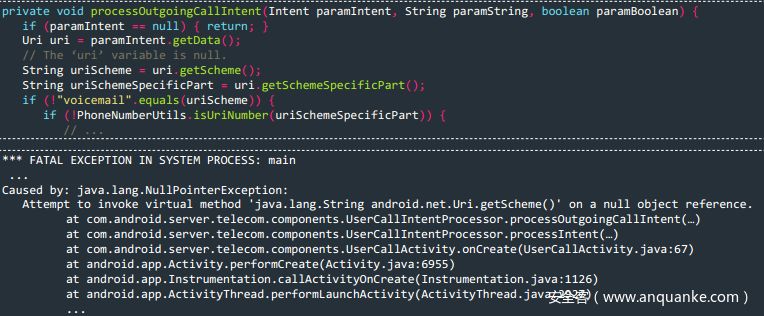 private void processOutgoingCallIntent(Intent paramIntent, String paramString, boolean paramBoolean) {
if (paramIntent == null) { return; }
Uri uri = paramIntent.getData();
// The ‘uri’ variable is null.
String uriScheme = uri.getScheme();
String uriSchemeSpecificPart = uri.getSchemeSpecificPart();
if (!"voicemail".equals(uriScheme)) {
if (!PhoneNumberUtils.isUriNumber(uriSchemeSpecificPart)) {
// ...
*** FATAL EXCEPTION IN SYSTEM PROCESS: main
...
Caused by: java.lang.NullPointerException:
Attempt to invoke virtual method 'java.lang.String android.net.Uri.getScheme()' on a null object reference.
at com.android.server.telecom.components.UserCallIntentProcessor.processOutgoingCallIntent(…)
at com.android.server.telecom.components.UserCallIntentProcessor.processIntent(…)
at com.android.server.telecom.components.UserCallActivity.onCreate(UserCallActivity.java:67)
at android.app.Activity.performCreate(Activity.java:6955)
at android.app.Instrumentation.callActivityOnCreate(Instrumentation.java:1126)
at android.app.ActivityThread.performLaunchActivity(ActivityThread.java
...
安全客 ( www.anquanke.com )